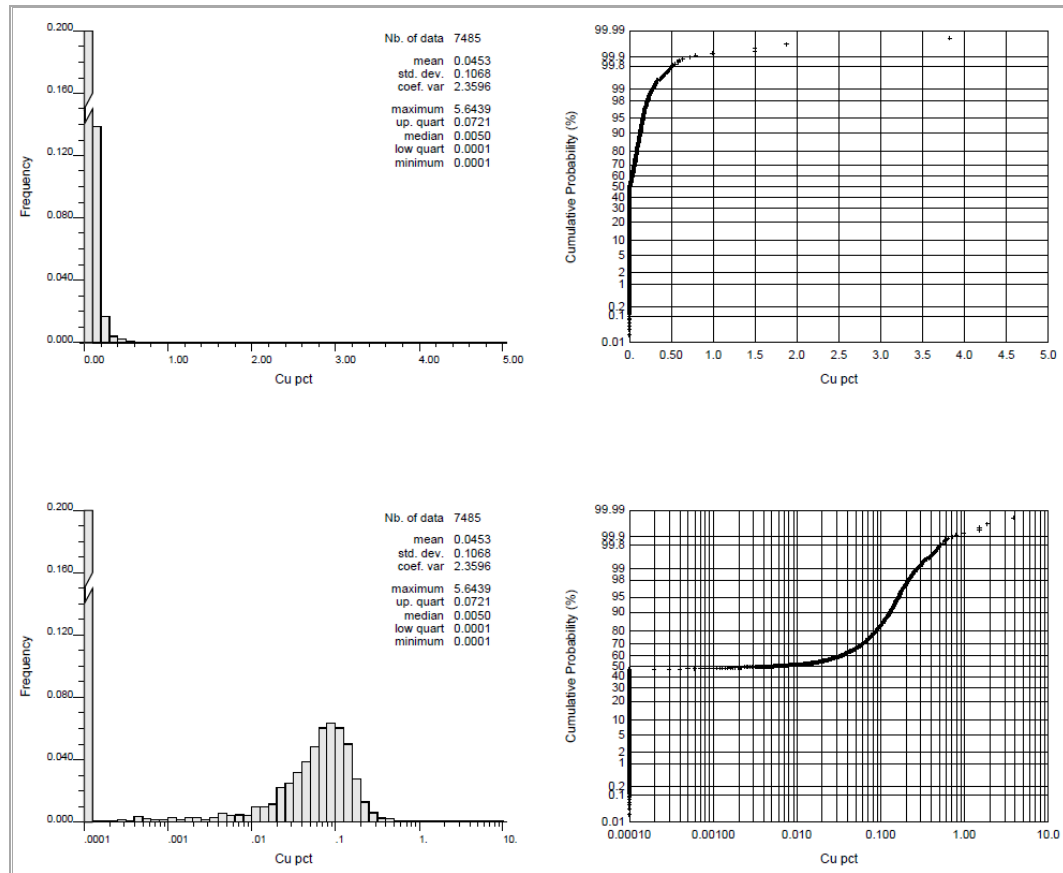 0.200
0.160
0.120
0.080
0.040
0.000
Frequency
0.00 1.00 2.00 3.00 4.00 5.00
Cu pct
Nb. of data 7485
mean 0.0453
std. dev. 0.1068
coef. var 2.3596
maximum 5.6439
up. quart 0.0721
median 0.0050
low quart 0.0001
minimum 0.0001
99.99
99.9
99.8
99
98
95
90
80
70
60
50
40
30
20
10
5
2
1
0.2
0.1
0.01
Cumulative Probability (%)
0. 0.50 1.0 1.5 2.0 2.5 3.0 3.5 4.0 4.5 5.0
Cu pct
0.200
0.160
0.120
0.080
0.040
0.000
Frequency
.0001 .001 .01 .1 1. 10.
Cu pct
Nb. of data 7485
mean 0.0453
std. dev. 0.1068
coef. var 2.3596
maximum 5.6439
up. quart 0.0721
median 0.0050
low quart 0.0001
minimum 0.0001
99.99
99.9
99.8
99
98
95
90
80
70
60
50
40
30
20
10
5
2
1
0.2
0.1
0.01
Cumulative Probability (%)
0.00010 0.00100 0.010 0.100 1.00 10.0
Cu pct